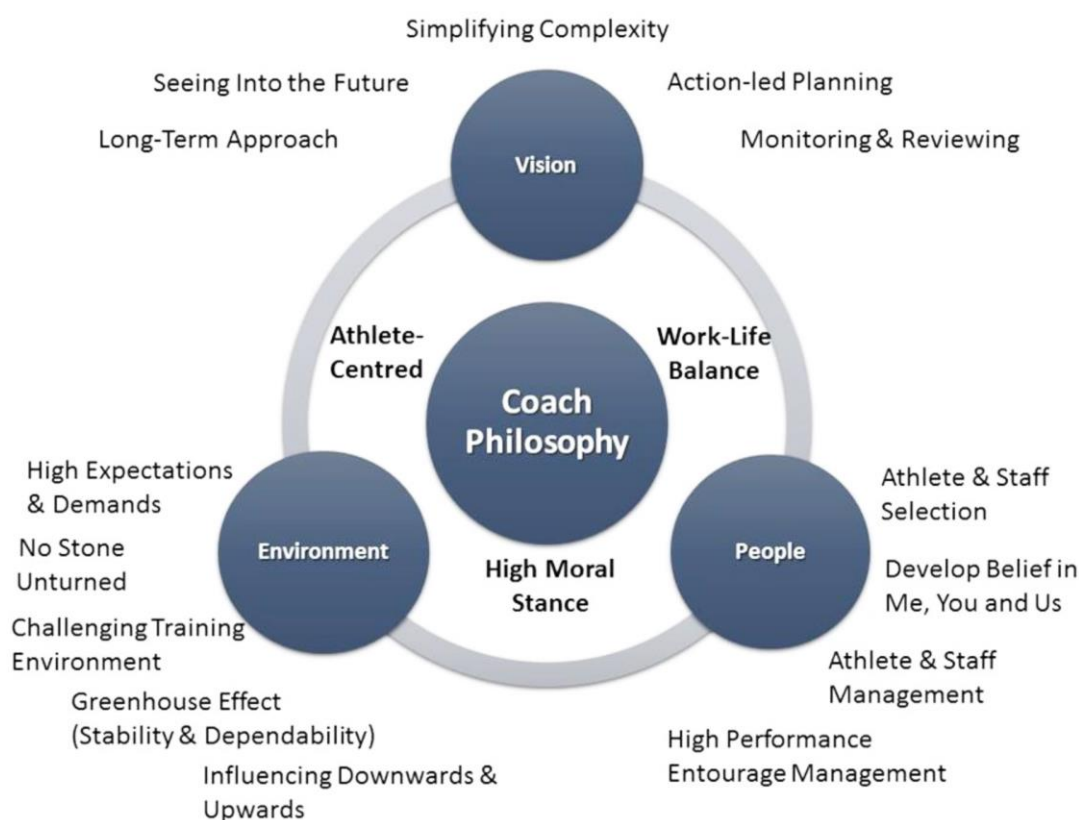 Simplifying Complexity
Seeing Into the Future
Action-led Planning
Long-Term Approach
Monitoring & Reviewing
Vision
Athlete-
Centred
Work-Life
Balance
Coach
Philosophy
High Moral
Stance
Environment
High Expectations
& Demands
No Stone
Unturned
Challenging Training
Environment
Greenhouse Effect
(Stability & Dependability)
Influencing Downwards &
Upwards
People
Athlete & Staff
Selection
Develop Belief in
Me, You and Us
Athlete & Staff
Management
High Performance
Entourage Management